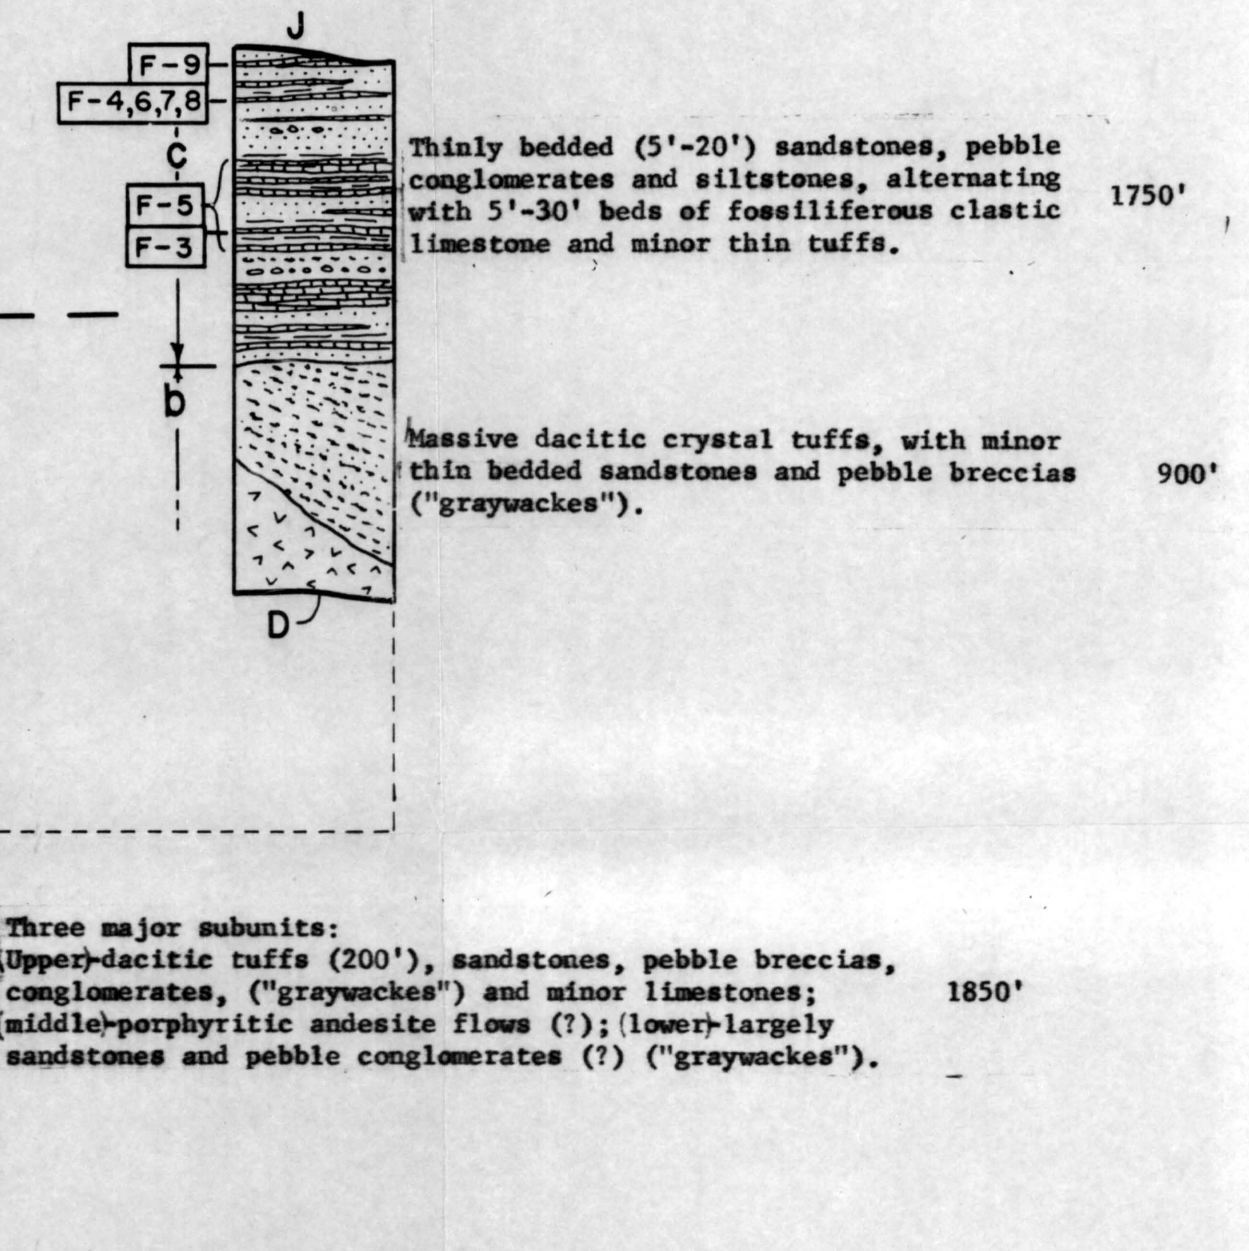 J
F-9
F-4,6,7,8
C
F-5
F-3
b
D
Thinly bedded (5'-20') sandstones, pebble
conglomerates and siltstones, alternating
with 5'-30' beds of fossiliferous clastic
limestone and minor thin tuffs.
1750'
Massive dacitic crystal tuffs, with minor
thin bedded sandstones and pebble breccias
("graywackes").
900'
Three major subunits:
(Upper)-dacitic tuffs (200'), sandstones, pebble breccias,
conglomerates, ("graywackes") and minor limestones;
(middle)-porphyritic andesite flows (?); (lower)-largely
sandstones and pebble conglomerates (?) ("graywackes").
1850'